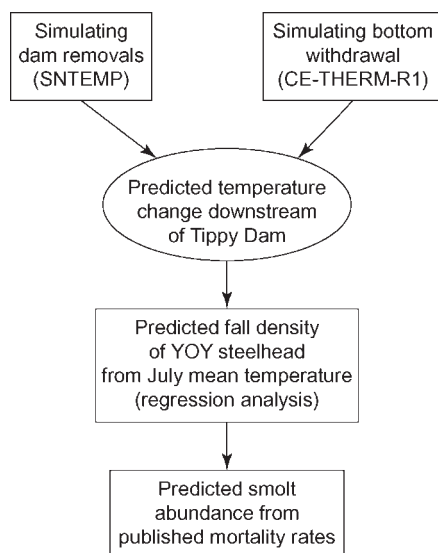 Simulating
dam removals
(SNTEMP)
Simulating bottom
withdrawal
(CE-THERM-R1)
Predicted temperature
change downstream
of Tippy Dam
Predicted fall density
of YOY steelhead
from July mean temperature
(regression analysis)
Predicted smolt
abundance from
published mortality rates